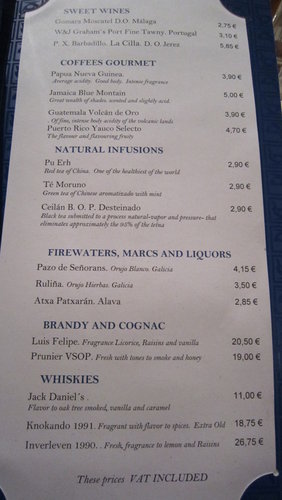 SWEET WINES
Gomara Moscatel D.O. Málaga 2,75 €
W&J Graham's Port Fine Tawny. Portugal 3,10 €
P. X. Barbadillo. La Cilla. D. O. Jerez 5,85 €
COFFEES GOURMET
Papua Nueva Guinea. 3,90 €
Average acidity. Good body. Intense fragrance
Jamaica Blue Montain 5,00 €
Great wealth of shades. scented and slightly acid.
Guatemala Volcán de Oro 3,90 €
Of fine, intense body acidity of the volcanic lands
Puerto Rico Yauco Selecto 4,70 €
The flavour and flavouring fruity
NATURAL INFUSIONS
Pu Erh 2,90 €
Red tea of China. One of the healthiest of the world
Té Moruno 2,90 €
Green tea of Chinese aromatizado with mint
Ceilán B. O. P. Desteinado 2,90 €
Black tea submitted to a process natural-vapor and pressure- that
eliminates approximately the 95% of the teina
FIREWATERS, MARCS AND LIQUORS
Pazo de Señorans. Orujo Blanco. Galicia 4,15 €
Ruliña. Orujo Hierbas. Galicia 3,50 €
Atxa Patxarán. Alava 2,85 €
BRANDY AND COGNAC
Luis Felipe. Fragrance Licorice, Raisins and vanilla 20,50 €
Prunier VSOP. Fresh with tones to smoke and honey 19,00 €
WHISKIES
Jack Daniel´s . 11,00 €
Flavor to oak tree smoked, vanilla and caramel
Knokando 1991. Fragrant with flavor to spices. Extra Old 18,75 €
Inverleven 1990. . Fresh, fragrance to lemon and Raisins 26,75 €
These prices VAT INCLUDED